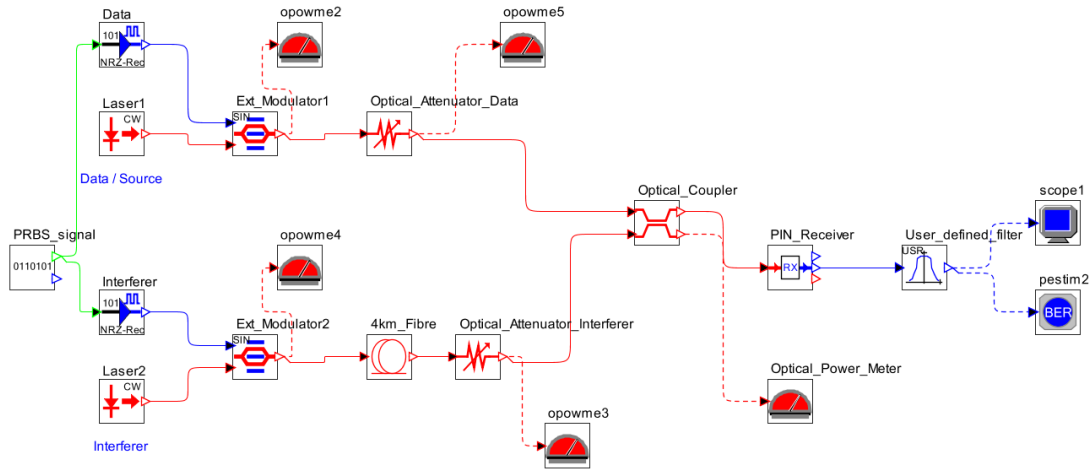 Data
opowme2
opowme5
101
NRZ-Rec
Laser1
CW
Ext_Modulator1
SIN
Optical_Attenuator_Data
Data / Source
Optical_Coupler
scope1
PRBS_signal
0110101
opowme4
PIN_Receiver
RX
User_defined_filter
USR
Interferer
101
NRZ-Rec
pestim2
BER
Ext_Modulator2
SIN
4km_Fibre
Optical_Attenuator_Interferer
Laser2
CW
Optical_Power_Meter
opowme3
Interferer